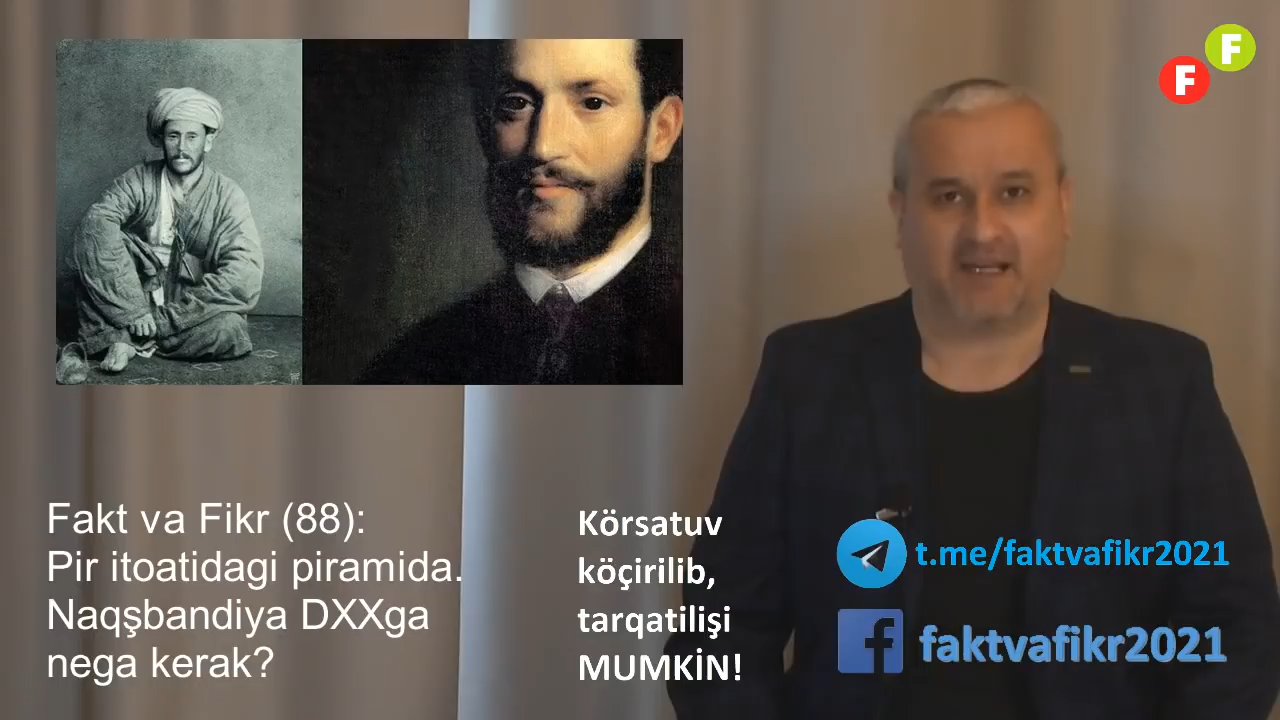 F
F
Fakt va Fikr (88):
Pir itoatidagi piramida.
Naqşbandiya DXXga
nega kerak?
Körsatuv
köçirilib,
tarqatilişi
MUMKİN!
t.me/faktvafikr2021
f faktvafikr2021